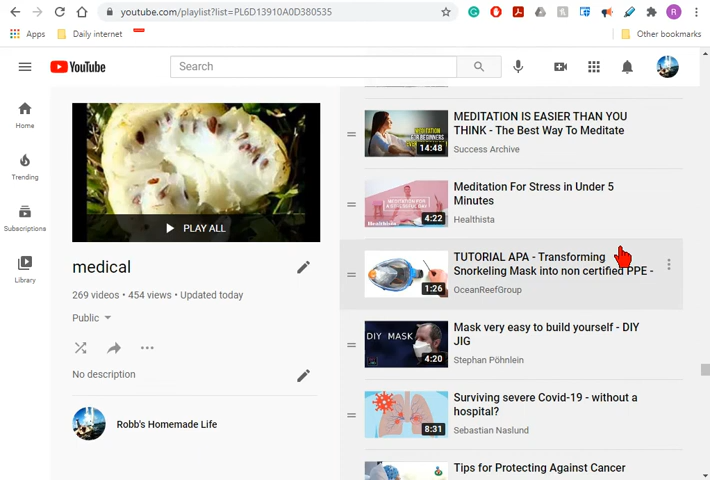 youtube.com/playlist?list=PL6D13910A0D380535
Apps
Daily internet
Other bookmarks
YouTube
Search
Home
Trending
Subscriptions
Library
PLAY ALL
medical
269 videos • 454 views • Updated today
Public
No description
Robb's Homemade Life
MEDITATION IS EASIER THAN YOU
THINK - The Best Way To Meditate
Success Archive
14:48
Meditation For Stress in Under 5
Minutes
Healthista
4:22
TUTORIAL APA - Transforming
Snorkeling Mask into non certified PPE -
OceanReefGroup
1:26
DIY MASK
Mask very easy to build yourself - DIY
JIG
Stephan Pöhnlein
4:20
Surviving severe Covid-19 - without a
hospital?
Sebastian Naslund
8:31
Tips for Protecting Against Cancer